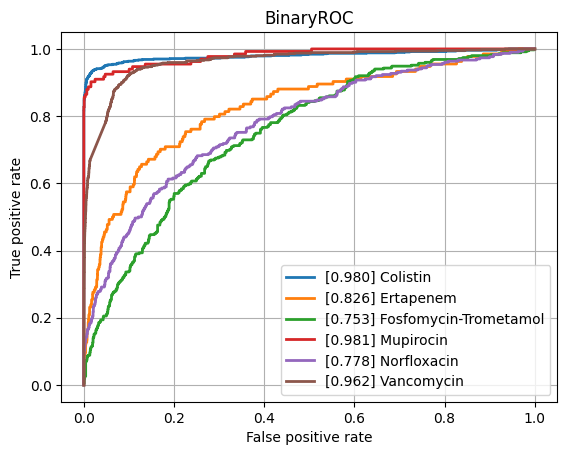 BinaryROC
True positive rate
1.0
0.8
0.6
0.4
0.2
0.0
[0.980] Colistin
[0.826] Ertapenem
[0.753] Fosfomycin-Trometamol
[0.981] Mupirocin
[0.778] Norfloxacin
[0.962] Vancomycin
0.0 0.2 0.4 0.6 0.8 1.0
False positive rate